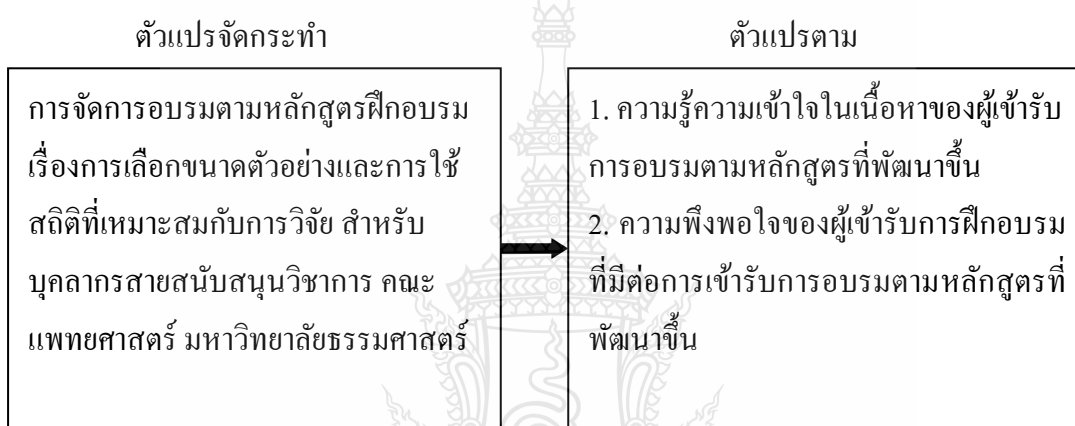 ตัวแปรจัดกระทำ
การจัดการอบรมตามหลักสูตรฝึกอบรม
เรื่องการเลือกขนาดตัวอย่างและการใช้
สถิติที่เหมาะสมกับการวิจัย สำหรับ
บุคลากรสายสนับสนุนวิชาการ คณะ
แพทยศาสตร์ มหาวิทยาลัยธรรมศาสตร์
ตัวแปรตาม
1. ความรู้ความเข้าใจในเนื้อหาของผู้เข้ารับ
การอบรมตามหลักสูตรที่พัฒนาขึ้น
2. ความพึงพอใจของผู้เข้ารับการฝึกอบรม
ที่มีต่อการเข้ารับการอบรมตามหลักสูตรที่
พัฒนาขึ้น